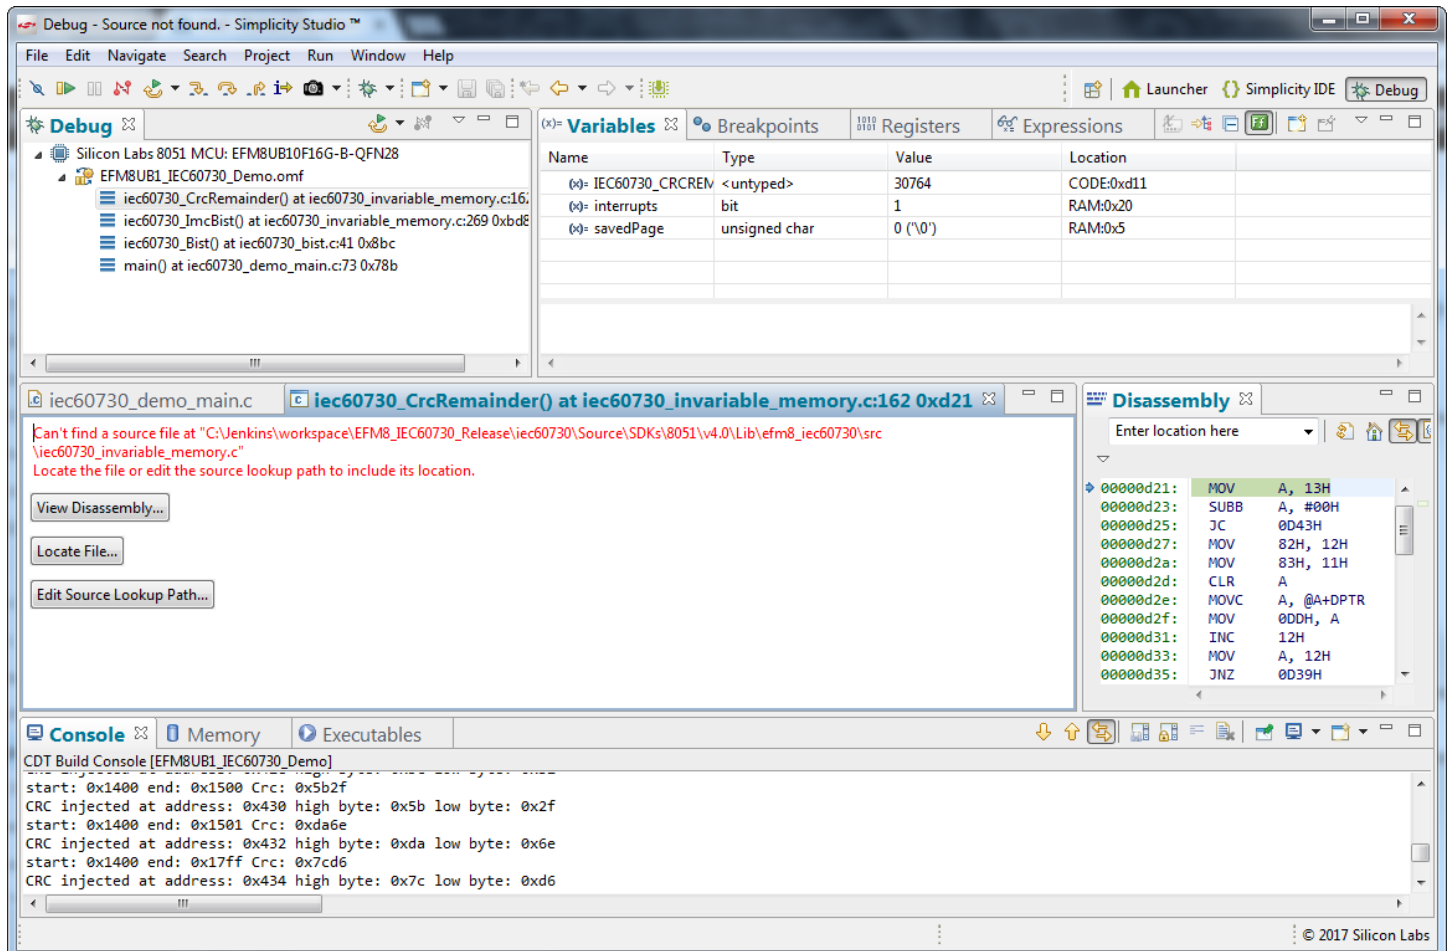 Debug - Source not found. - Simplicity Studio ™
File Edit Navigate Search Project Run Window Help
Launcher Simplicity IDE Debug
Debug
Silicon Labs 8051 MCU: EFM8UB10F16G-B-QFN28
EFM8UB1_IEC60730_Demo.omf
iec60730_CrcRemainder() at iec60730_invariable_memory.c:162
iec60730_ImcBist() at iec60730_invariable_memory.c:269 0xbd8
iec60730_Bist() at iec60730_bist.c:41 0x8bc
main() at iec60730_demo_main.c:73 0x78b
(x)= Variables Breakpoints Registers Expressions
Name Type Value Location
(x)= IEC60730_CRCREM <untyped> 30764 CODE:0xd11
(x)= interrupts bit 1 RAM:0x20
(x)= savedPage unsigned char 0 ('\0') RAM:0x5
iec60730_demo_main.c
iec60730_CrcRemainder() at iec60730_invariable_memory.c:162 0xd21
Can't find a source file at "C:\Jenkins\workspace\EFM8_IEC60730_Release\iec60730\Source\SDKs\8051\v4.0\Lib\efm8_iec60730\src
\iec60730_invariable_memory.c"
Locate the file or edit the source lookup path to include its location.
View Disassembly...
Locate File...
Edit Source Lookup Path...
Disassembly
Enter location here
00000d21: MOV A, 13H
00000d23: SUBB A, #00H
00000d25: JC 0D43H
00000d27: MOV 82H, 12H
00000d2a: MOV 83H, 11H
00000d2d: CLR A
00000d2e: MOVC A, @A+DPTR
00000d2f: MOV 0DDH, A
00000d31: INC 12H
00000d33: MOV A, 12H
00000d35: JNZ 0D39H
Console Memory Executables
CDT Build Console [EFM8UB1_IEC60730_Demo]
start: 0x1400 end: 0x1500 Crc: 0x5b2f
CRC injected at address: 0x430 high byte: 0x5b low byte: 0x2f
start: 0x1400 end: 0x1501 Crc: 0xda6e
CRC injected at address: 0x432 high byte: 0xda low byte: 0x6e
start: 0x1400 end: 0x17ff Crc: 0x7cd6
CRC injected at address: 0x434 high byte: 0x7c low byte: 0xd6
© 2017 Silicon Labs